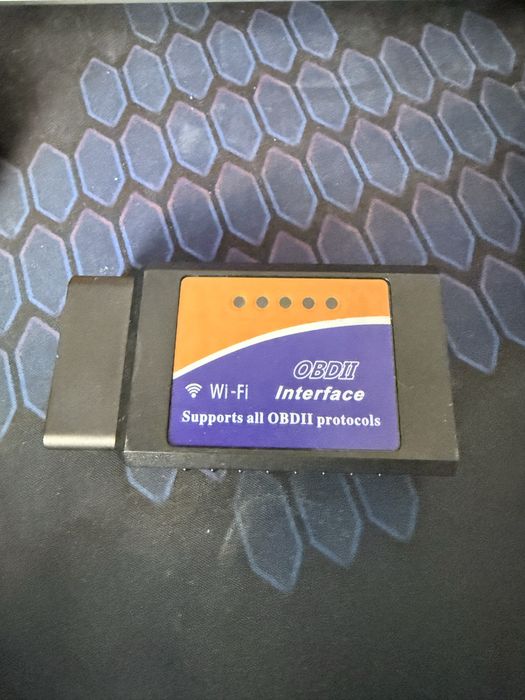 OBDII
Wi-Fi Interface
Supports all OBDII protocols